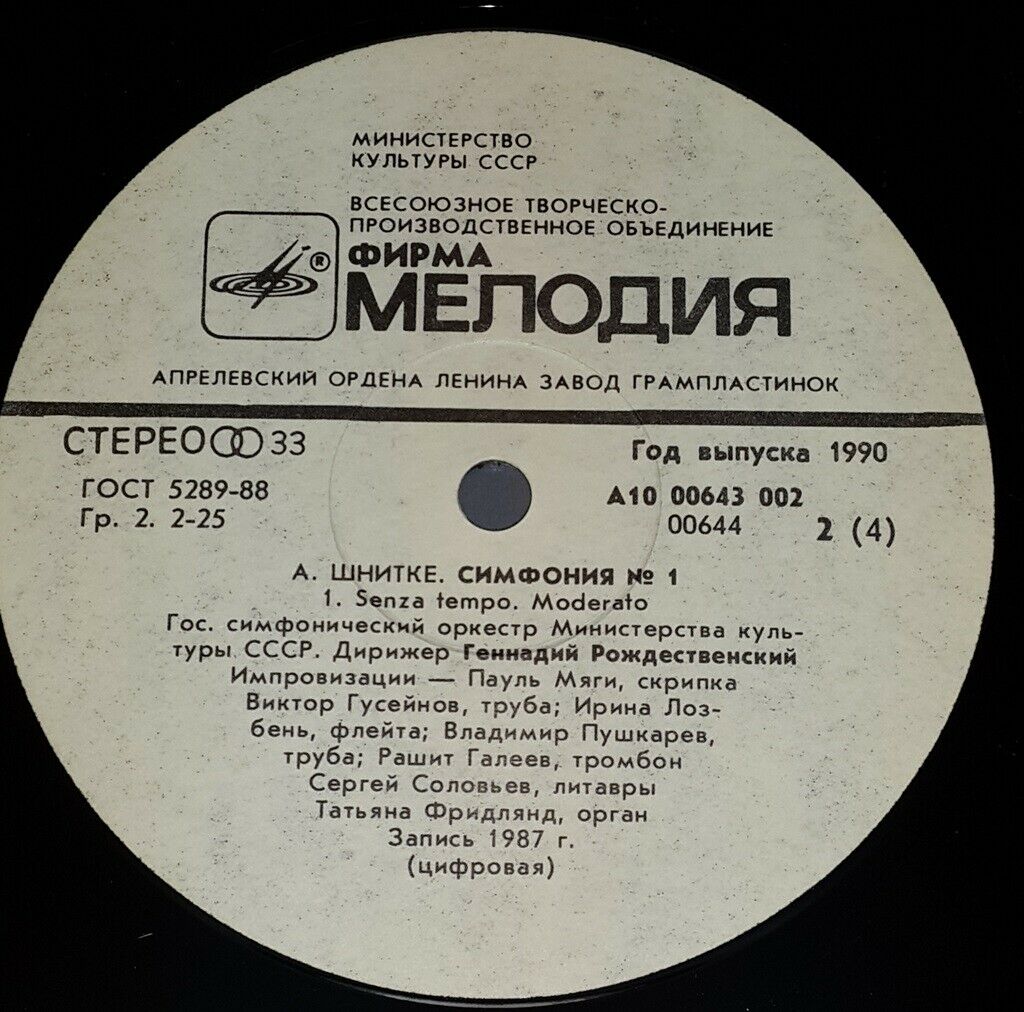 МИНИСТЕРСТВО
КУЛЬТУРЫ СССР
ВСЕСОЮЗНОЕ ТВОРЧЕСКО-
ПРОИЗВОДСТВЕННОЕ ОБЪЕДИНЕНИЕ
ФИРМА
® МЕЛОДИЯ
АПРЕЛЕВСКИЙ ОРДЕНА ЛЕНИНА ЗАВОД ГРАМПЛАСТИНОК
СТЕРЕО 33
Год выпуска 1990
ГОСТ 5289-88
А10 00643 002
Гр. 2. 2-25
00644 2 (4)
А. ШНИТКЕ. СИМФОНИЯ № 1
1. Senza tempo. Moderato
Гос. симфонический оркестр Министерства куль-
туры СССР. Дирижер Геннадий Рождественский
Импровизации — Пауль Мяги, скрипка
Виктор Гусейнов, труба; Ирина Лоз-
бень, флейта; Владимир Пушкарев,
труба; Рашит Галеев, тромбон
Сергей Соловьев, литавры
Татьяна Фридлянд, орган
Запись 1987 г.
(цифровая)